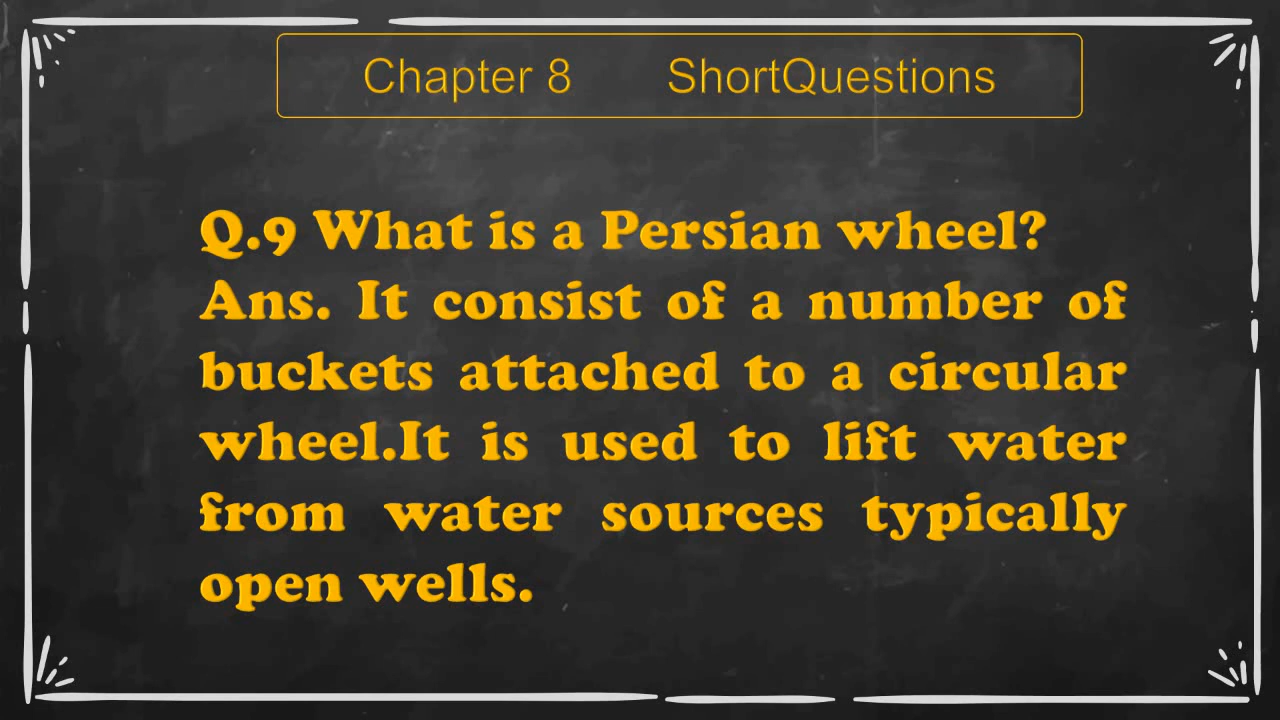 Chapter 8 ShortQuestions
Q.9 What is a Persian wheel?
Ans. It consist of a number of
buckets attached to a circular
wheel.It is used to lift water
from water sources typically
open wells.